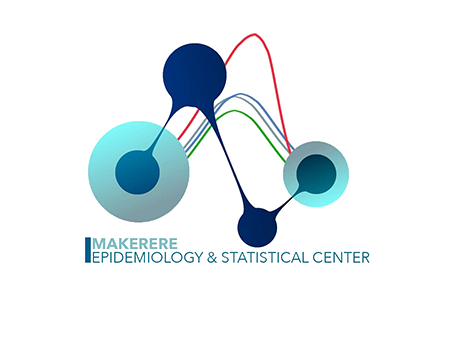 MAKERERE
EPIDEMIOLOGY & STATISTICAL CENTER